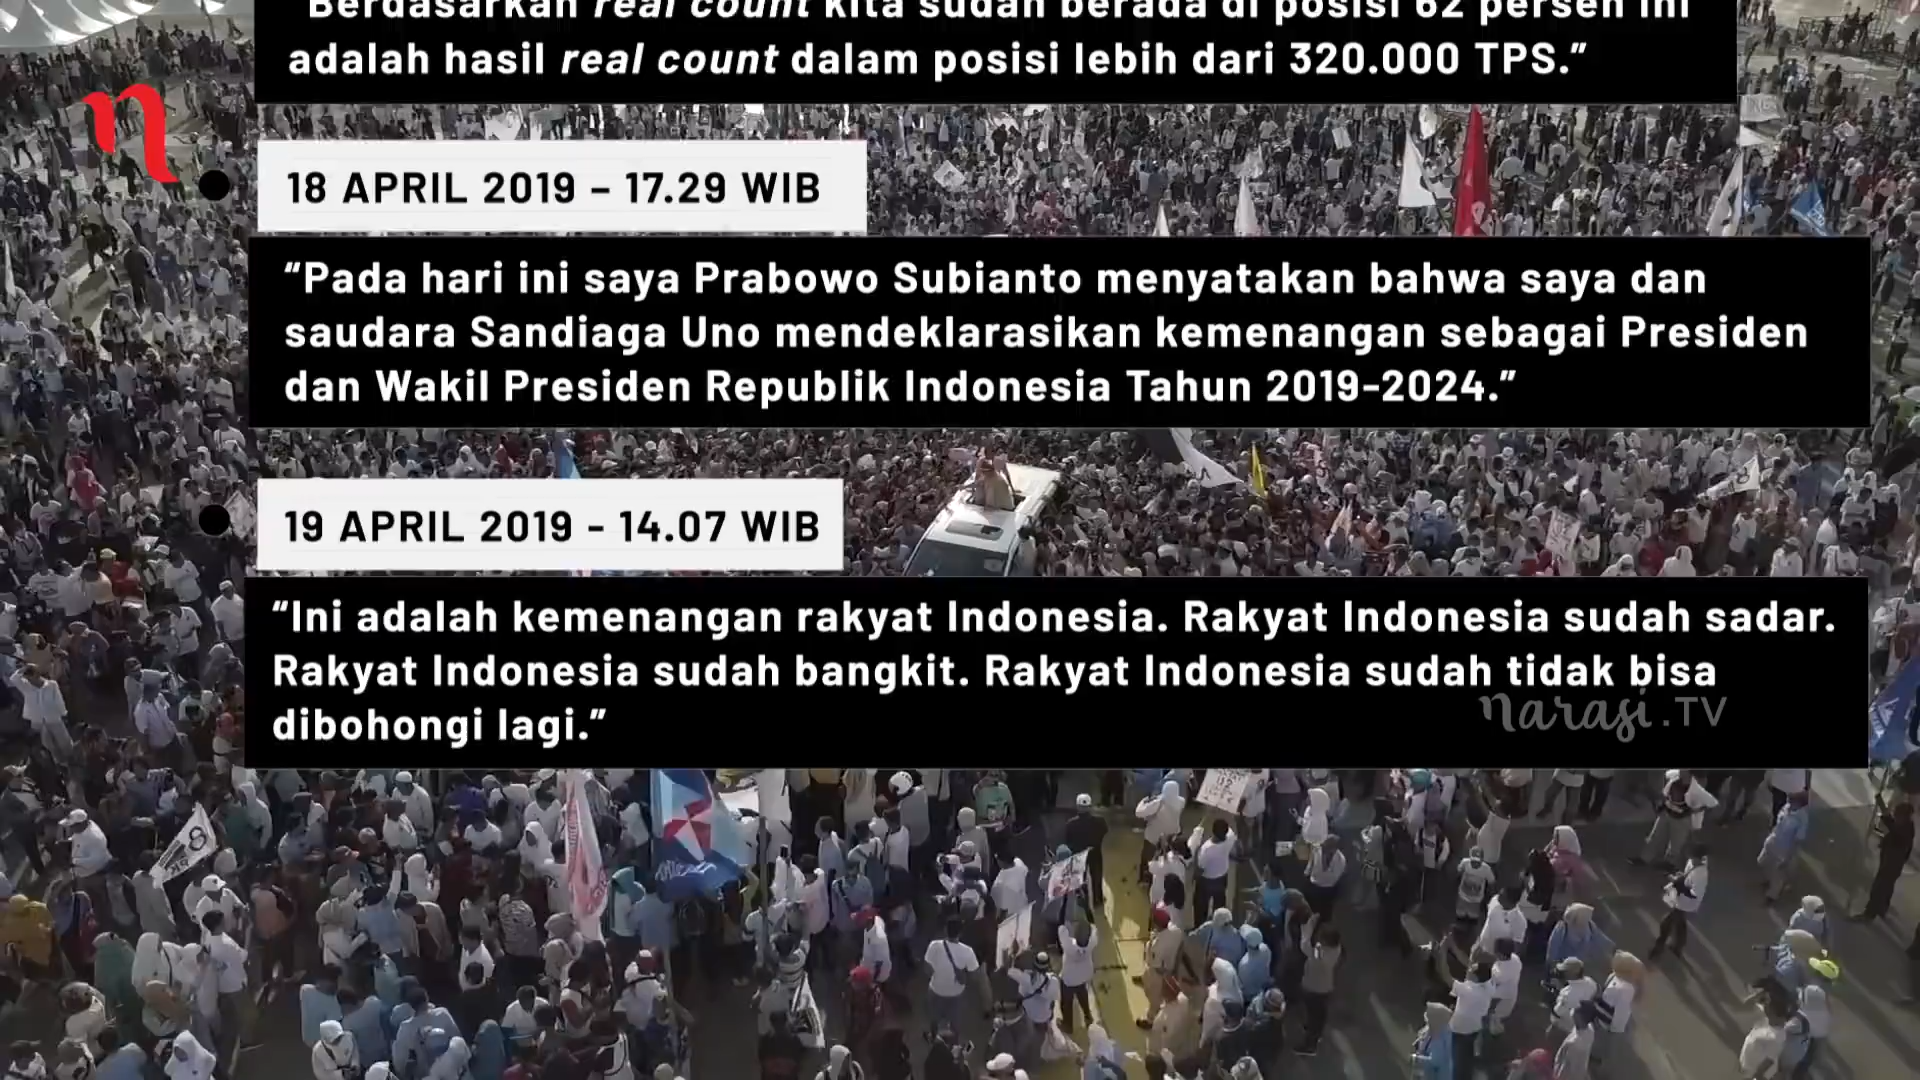 "Berdasarkan real count kita sudah berada di posisi 62 persen ini
adalah hasil real count dalam posisi lebih dari 320.000 TPS."
18 APRIL 2019 – 17.29 WIB
"Pada hari ini saya Prabowo Subianto menyatakan bahwa saya dan
saudara Sandiaga Uno mendeklarasikan kemenangan sebagai Presiden
dan Wakil Presiden Republik Indonesia Tahun 2019-2024."
19 APRIL 2019 - 14.07 WIB
"Ini adalah kemenangan rakyat Indonesia. Rakyat Indonesia sudah sadar.
Rakyat Indonesia sudah bangkit. Rakyat Indonesia sudah tidak bisa
dibohongi lagi."
narasi.TV